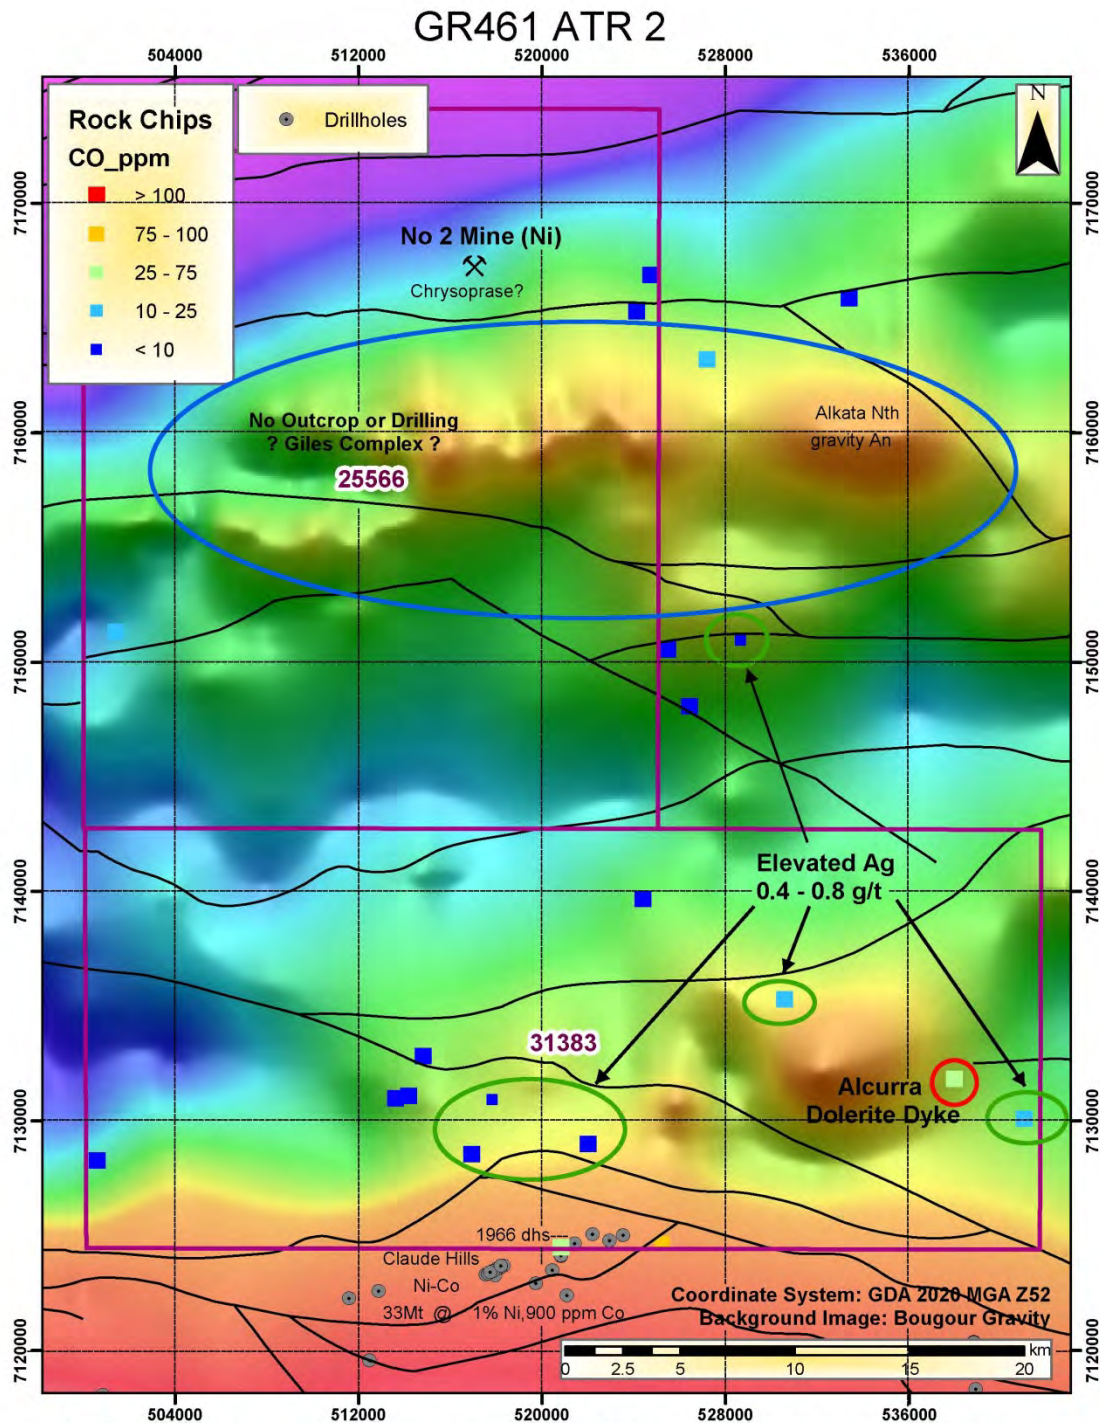 GR461 ATR 2
504000 512000 520000 528000 536000
Rock Chips
CO_ppm
> 100
75 - 100
25 - 75
10 - 25
< 10
Drillholes
N
7170000
7170000
No 2 Mine (Ni)
Chrysoprase?
No Outcrop or Drilling
? Giles Complex ?
25566
Alkata Nth
gravity An
7160000
7160000
7150000
7150000
Elevated Ag
0.4 - 0.8 g/t
7140000
7140000
31383
Alcurra
Dolerite Dyke
7130000
7130000
1966 dhs---
Claude Hills
Ni-Co
33Mt @ 1% Ni,900 ppm Co
Coordinate System: GDA 2020 MGA Z52
Background Image: Bougour Gravity
km
0 2.5 5 10 15 20
7120000
7120000
504000 512000 520000 528000 536000